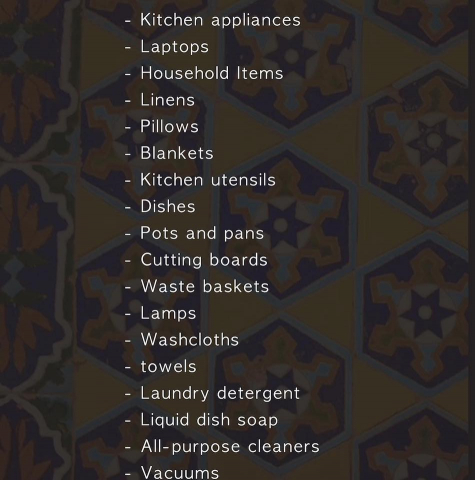 - Kitchen appliances
- Laptops
- Household Items
- Linens
- Pillows
- Blankets
- Kitchen utensils
- Dishes
- Pots and pans
- Cutting boards
- Waste baskets
- Lamps
- Washcloths
- towels
- Laundry detergent
- Liquid dish soap
- All-purpose cleaners
- Vacuums